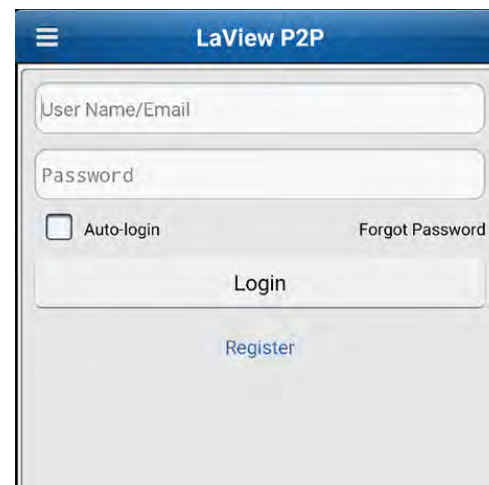 LaView P2P
User Name/Email
Password
Auto-login Forgot Password
Login
Register